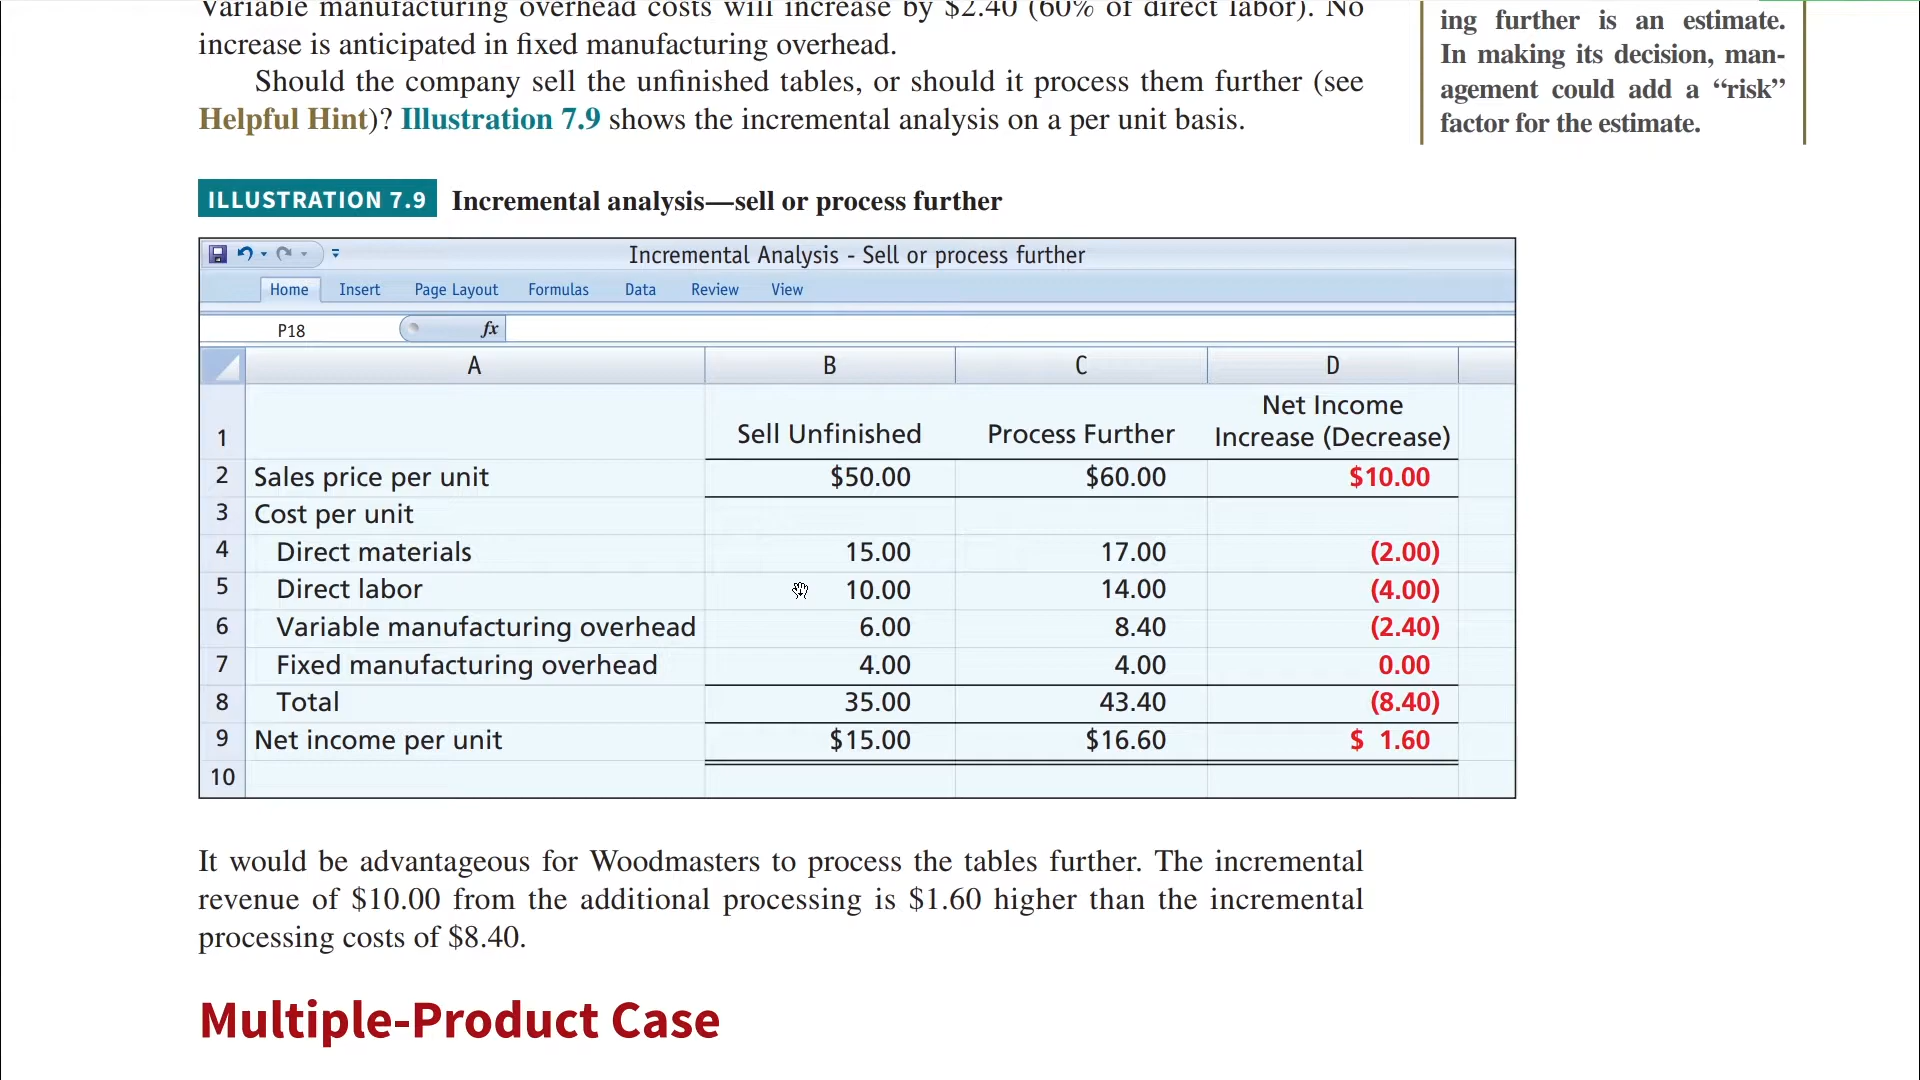 Variable manufacturing overhead costs will increase by $2.40 (60% of direct labor). No
increase is anticipated in fixed manufacturing overhead.
Should the company sell the unfinished tables, or should it process them further (see
Helpful Hint)? Illustration 7.9 shows the incremental analysis on a per unit basis.
ing further is an estimate.
In making its decision, man-
agement could add a “risk”
factor for the estimate.
ILLUSTRATION 7.9 Incremental analysis—sell or process further
Incremental Analysis - Sell or process further
Home Insert Page Layout Formulas Data Review View
P18 fx
A B C D
Net Income
1 Sell Unfinished Process Further Increase (Decrease)
2 Sales price per unit $50.00 $60.00 $10.00
3 Cost per unit
4 Direct materials 15.00 17.00 (2.00)
5 Direct labor 10.00 14.00 (4.00)
6 Variable manufacturing overhead 6.00 8.40 (2.40)
7 Fixed manufacturing overhead 4.00 4.00 0.00
8 Total 35.00 43.40 (8.40)
9 Net income per unit $15.00 $16.60 $ 1.60
10
It would be advantageous for Woodmasters to process the tables further. The incremental
revenue of $10.00 from the additional processing is $1.60 higher than the incremental
processing costs of $8.40.
Multiple-Product Case